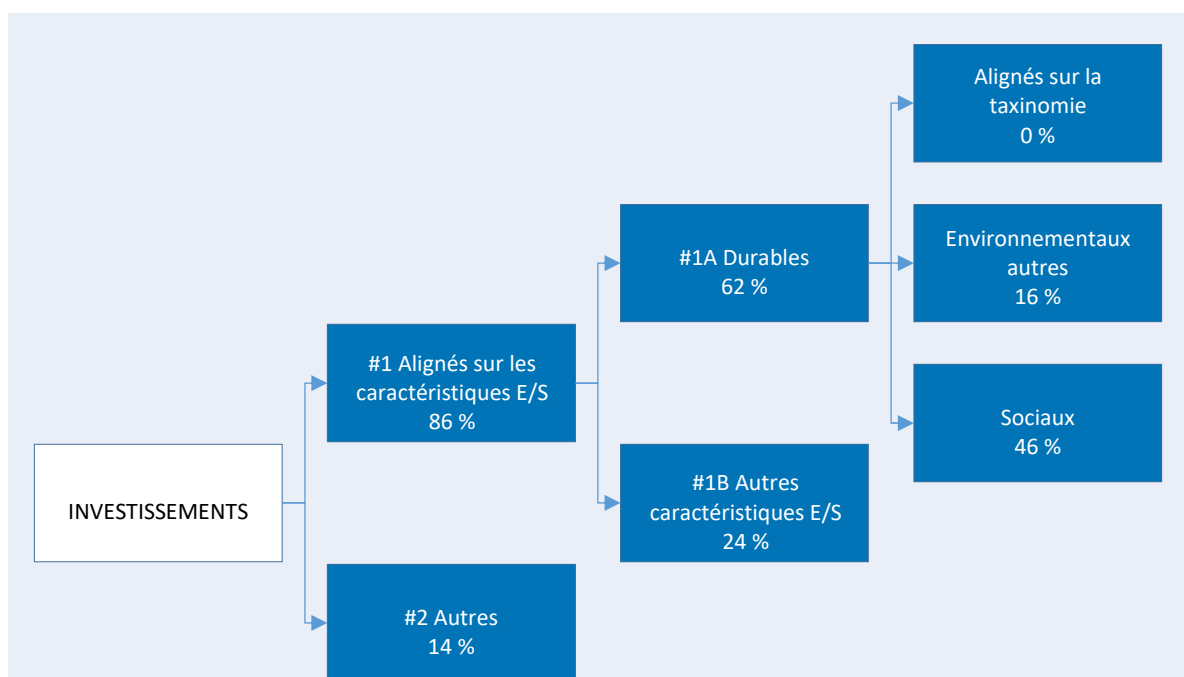 Alignés sur la
taxinomie
0 %
#1A Durables
62 %
Environnementaux
autres
16 %
#1 Alignés sur les
caractéristiques E/S
86 %
Sociaux
46 %
INVESTISSEMENTS
#1B Autres
caractéristiques E/S
24 %
#2 Autres
14 %